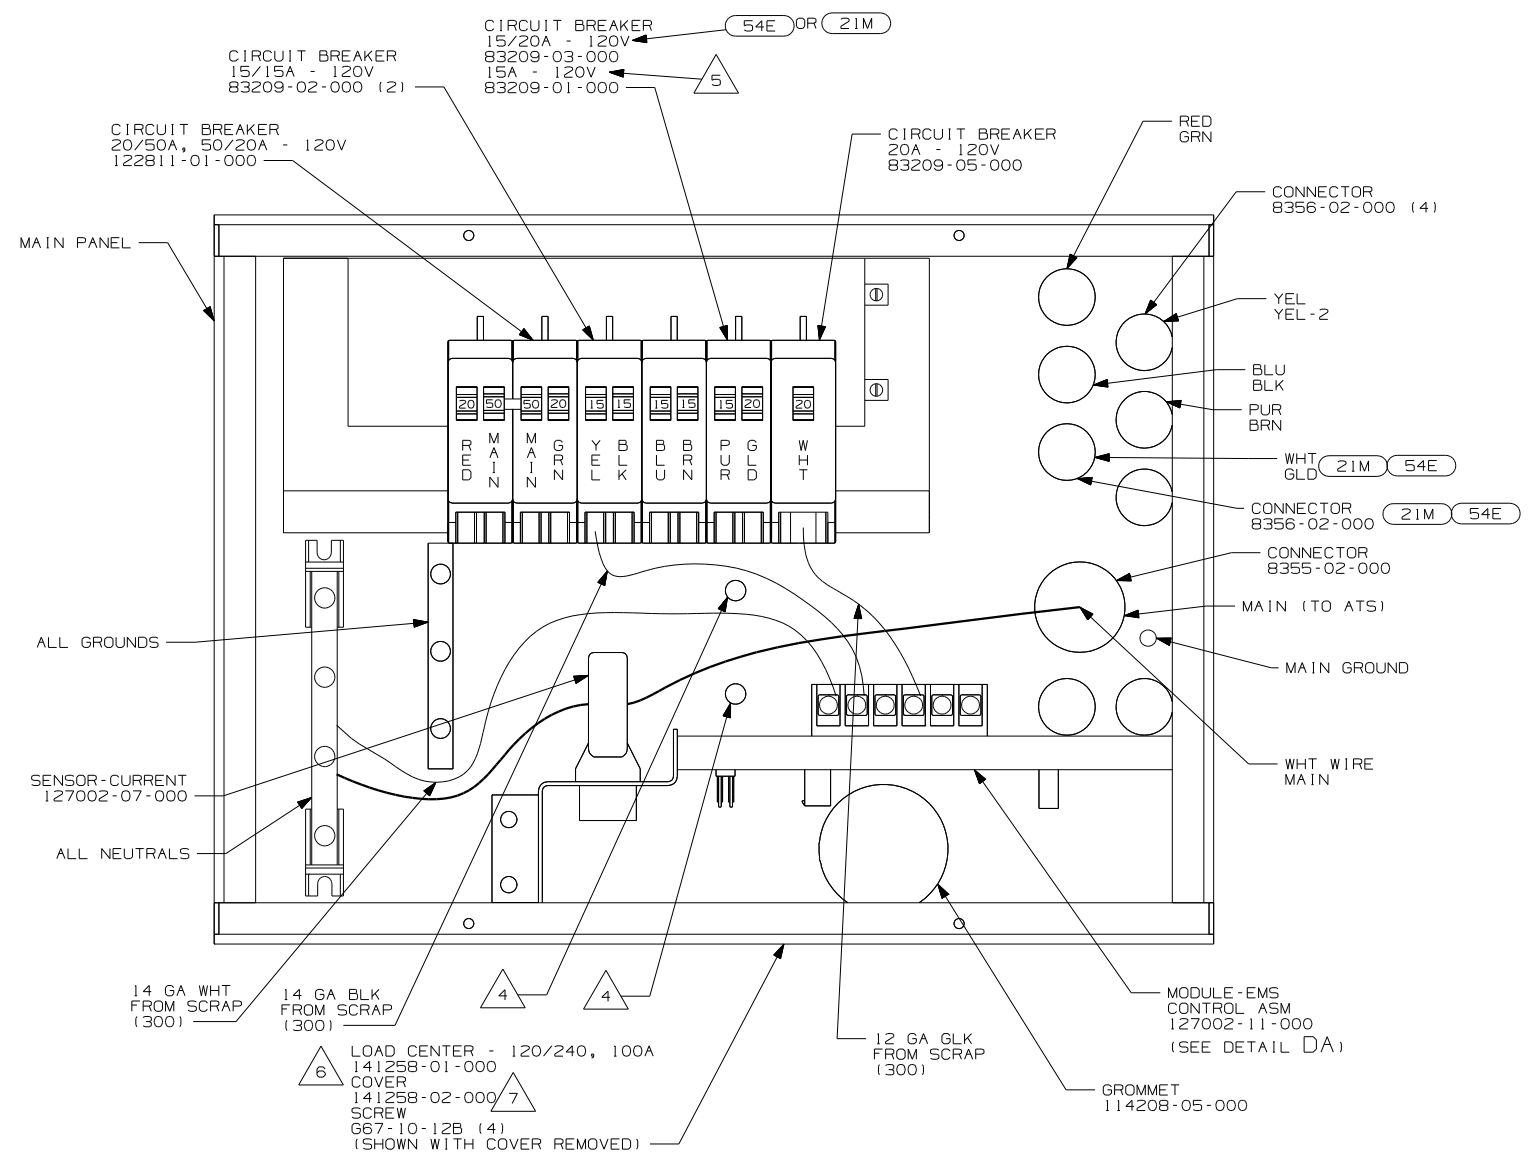 CIRCUIT BREAKER
15/20A - 120V
83209-03-000
15A - 120V
83209-01-000
54E
OR
21M
5
CIRCUIT BREAKER
15/15A - 120V
83209-02-000 (2)
CIRCUIT BREAKER
20/50A, 50/20A - 120V
122811-01-000
CIRCUIT BREAKER
20A - 120V
83209-05-000
RED
GRN
CONNECTOR
8356-02-000 (4)
MAIN PANEL
YEL
YEL-2
BLU
BLK
PUR
BRN
WHT
GLD
21M
54E
CONNECTOR
8356-02-000
21M
54E
CONNECTOR
8355-02-000
MAIN (TO ATS)
MAIN GROUND
WHT WIRE
MAIN
20
50
50
20
15
15
15
15
15
20
20
RED
MAIN
MAIN
GRN
YEL
BLK
BLU
BRN
PUR
GLD
WHT
ALL GROUNDS
SENSOR-CURRENT
127002-07-000
ALL NEUTRALS
14 GA WHT
FROM SCRAP
(300)
14 GA BLK
FROM SCRAP
(300)
4
4
12 GA GLK
FROM SCRAP
(300)
MODULE-EMS
CONTROL ASM
127002-11-000
(SEE DETAIL DA)
GROMMET
114208-05-000
6
LOAD CENTER - 120/240, 100A
141258-01-000
COVER
141258-02-000
7
SCREW
G67-10-12B (4)
(SHOWN WITH COVER REMOVED)